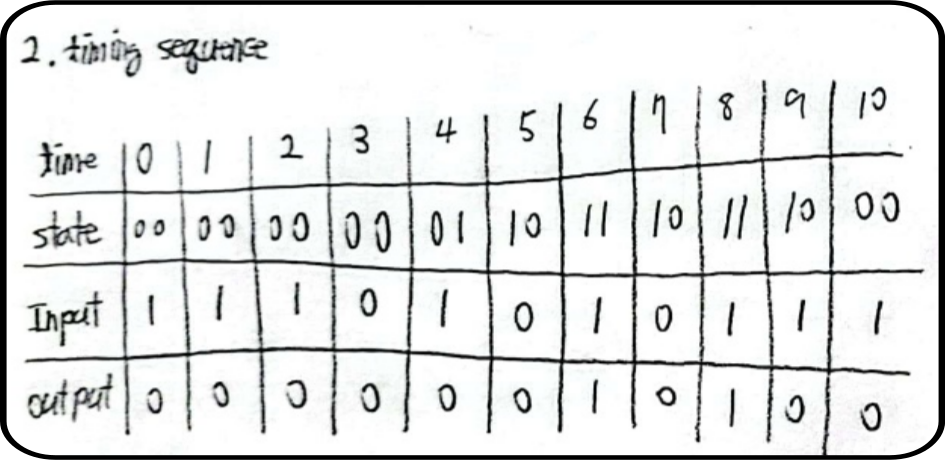 2. timing sequence
time 0 1 2 3 4 5 6 7 8 9 10
state 00 00 00 00 01 10 11 10 11 10 00
Input 1 1 1 0 1 0 1 0 1 1 1
output 0 0 0 0 0 0 1 0 1 0 0